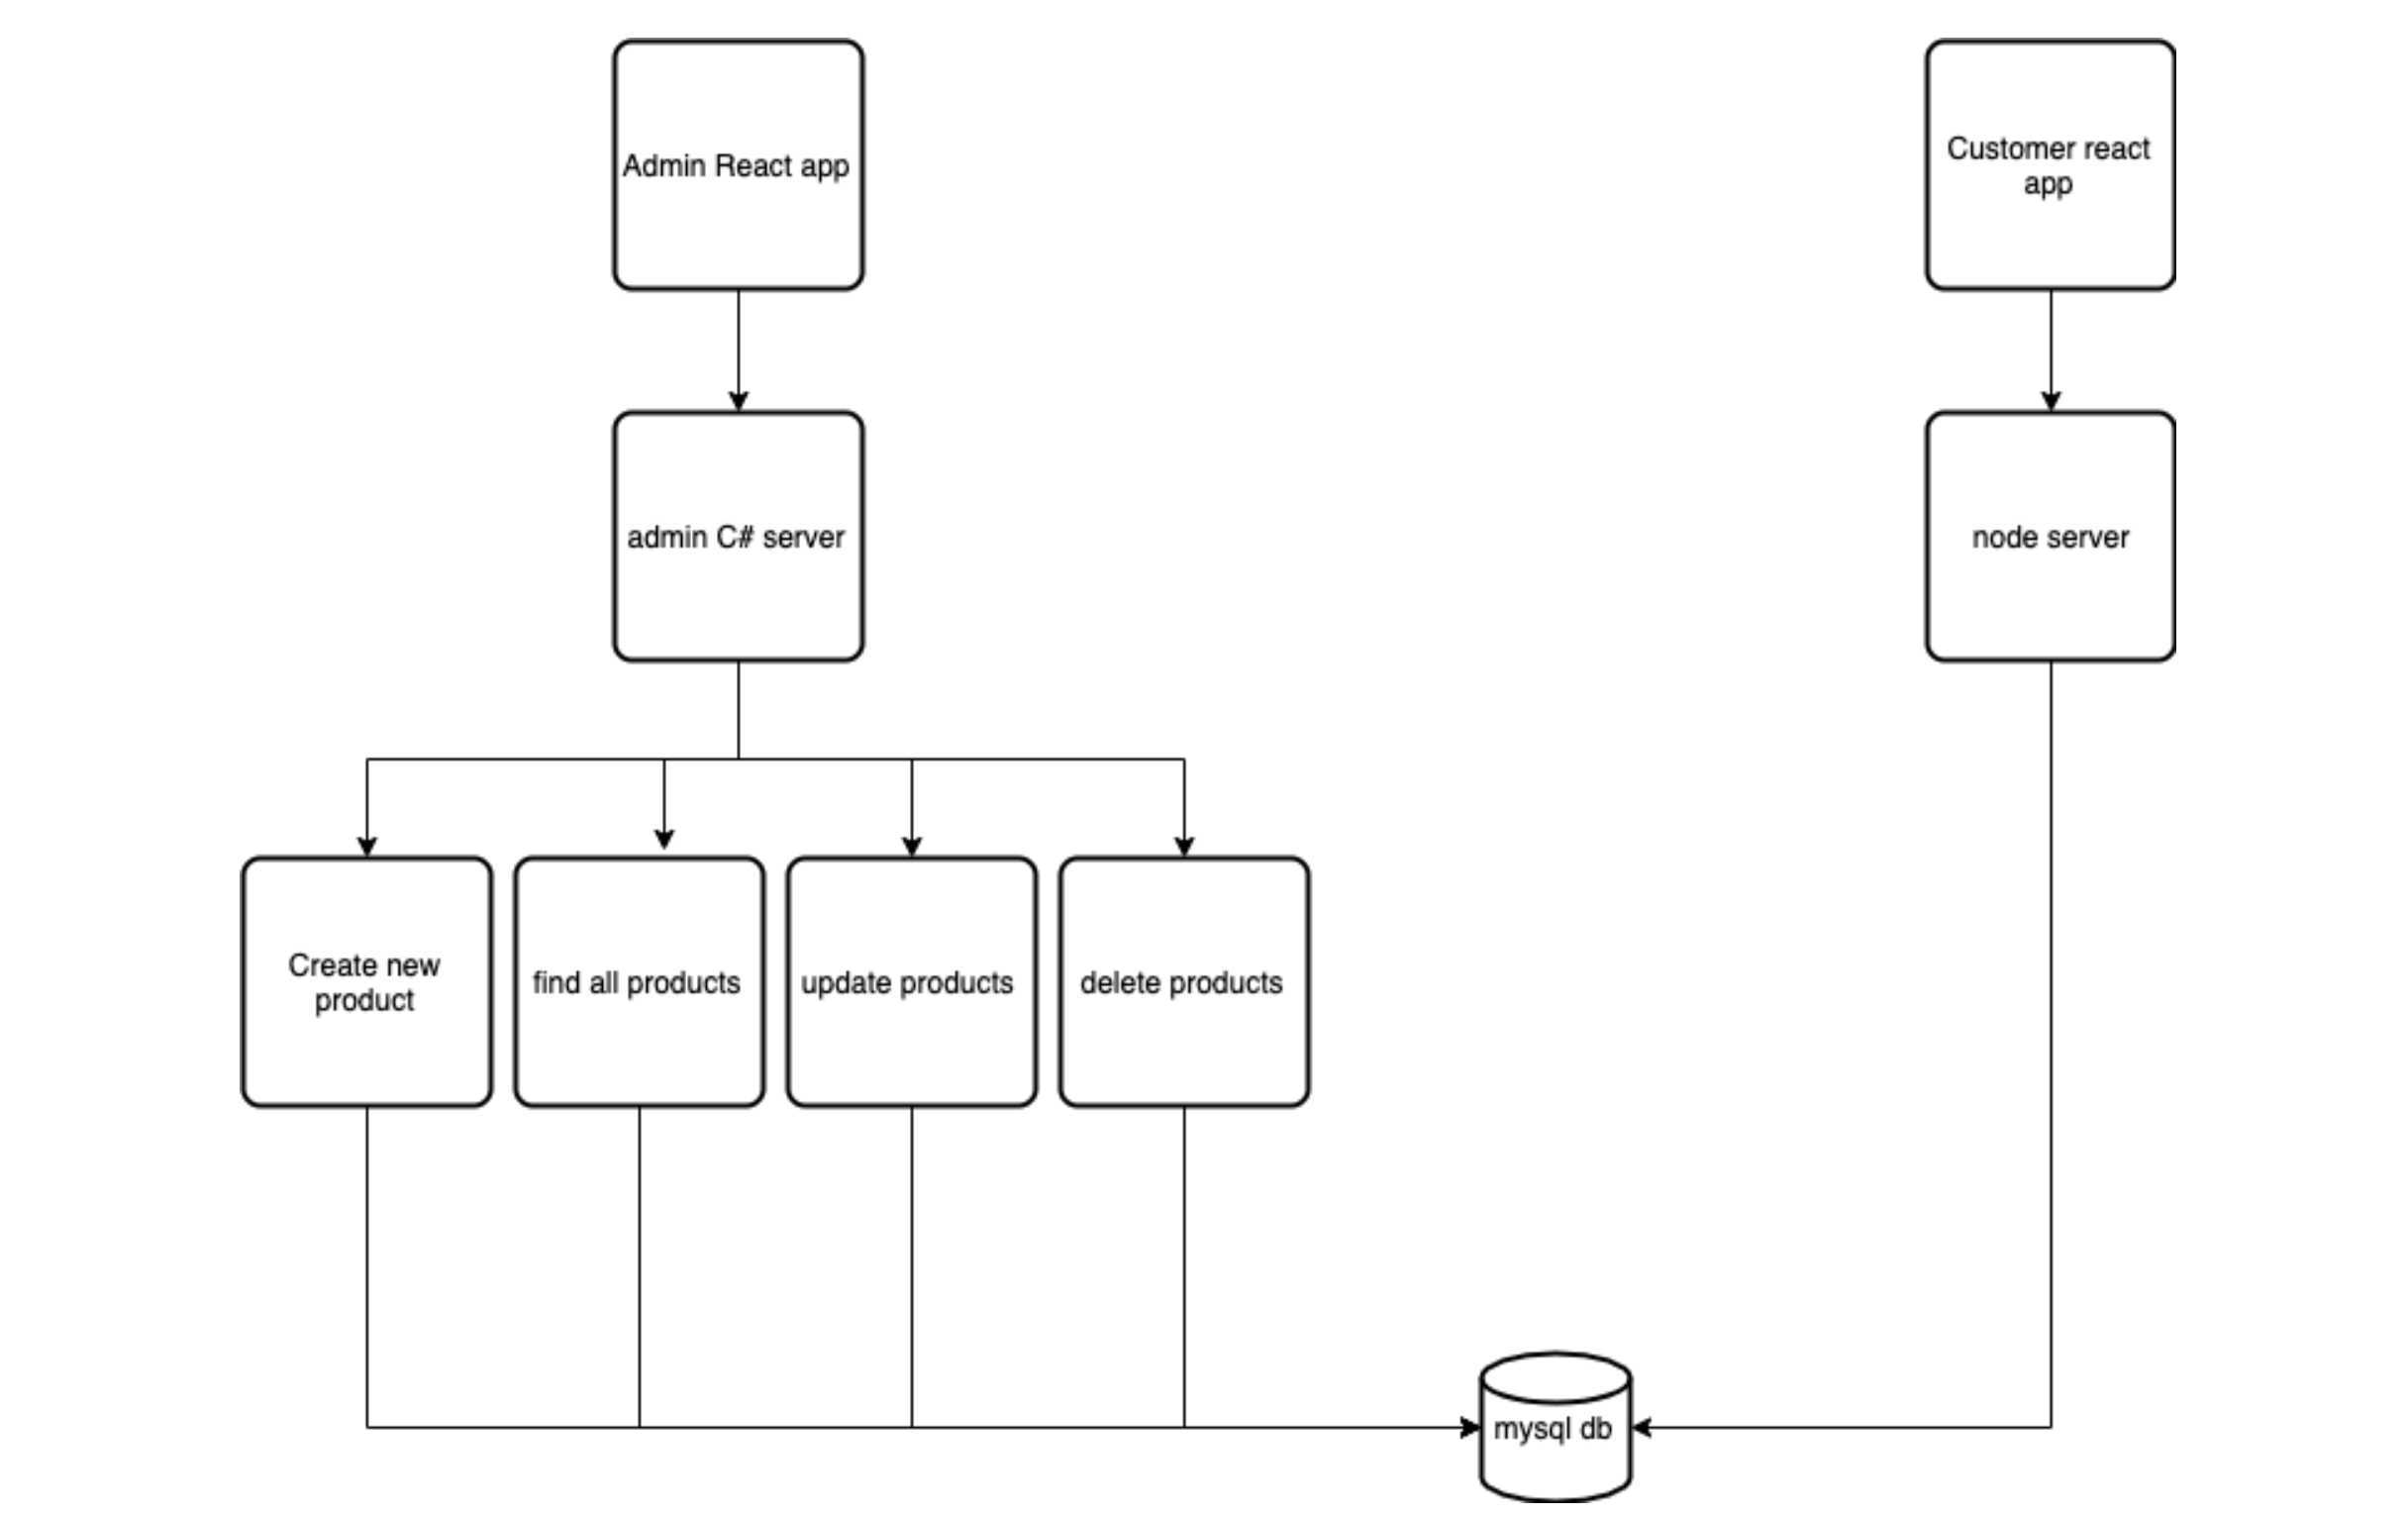 Admin React app
Customer react
app
admin C# server
node server
Create new
product
find all products
update products
delete products
mysql db